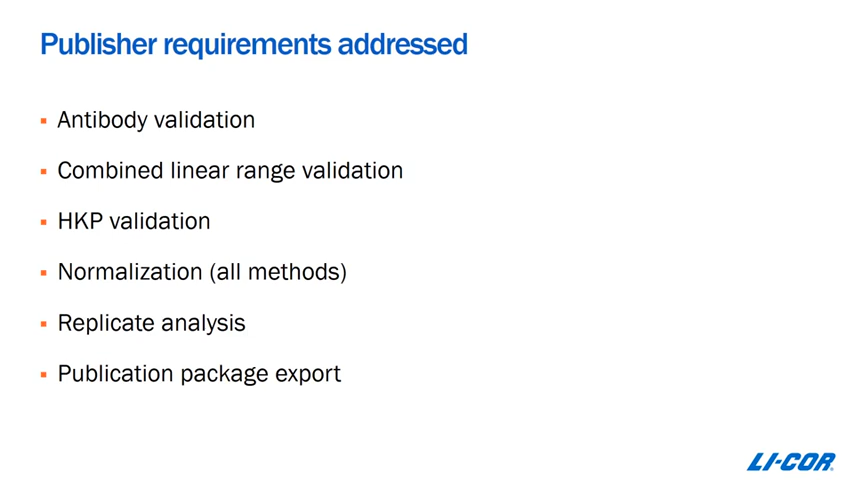 Publisher requirements addressed
Antibody validation
Combined linear range validation
HKP validation
Normalization (all methods)
Replicate analysis
Publication package export
LI-COR®